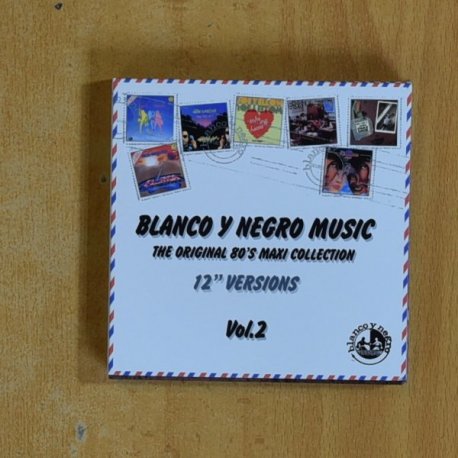 BLANCO Y NEGRO MUSIC
THE ORIGINAL 80'S MAXI COLLECTION
12" VERSIONS
Vol.2
blanco y negro